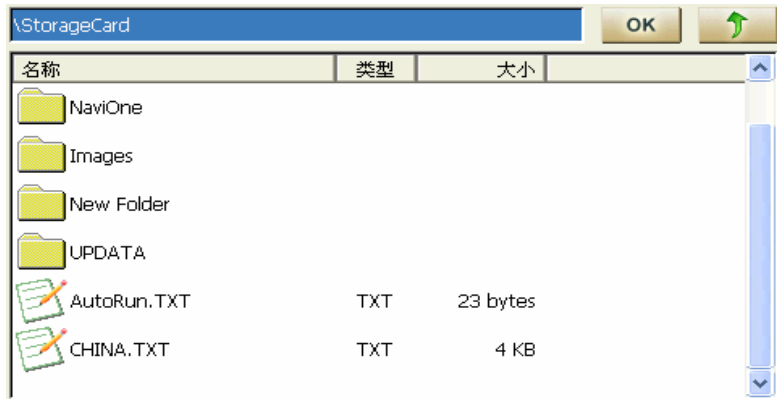 \StorageCard OK
名称 类型 大小
NaviOne
Images
New Folder
UPDATA
AutoRun.TXT TXT 23 bytes
CHINA.TXT TXT 4 KB